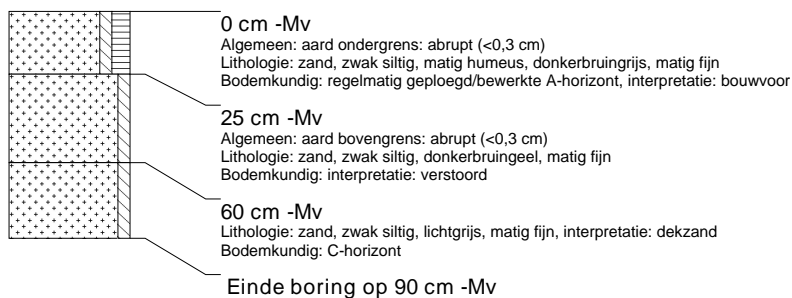 0 cm -Mv
Algemeen: aard ondergrens: abrupt (<0,3 cm)
Lithologie: zand, zwak siltig, matig humeus, donkerbruingrijs, matig fijn
Bodemkundig: regelmatig geploegd/bewerkte A-horizont, interpretatie: bouwvoor
25 cm -Mv
Algemeen: aard bovengrens: abrupt (<0,3 cm)
Lithologie: zand, zwak siltig, donkerbruingeel, matig fijn
Bodemkundig: interpretatie: verstoord
60 cm -Mv
Lithologie: zand, zwak siltig, lichtgrijs, matig fijn, interpretatie: dekzand
Bodemkundig: C-horizont
Einde boring op 90 cm -Mv